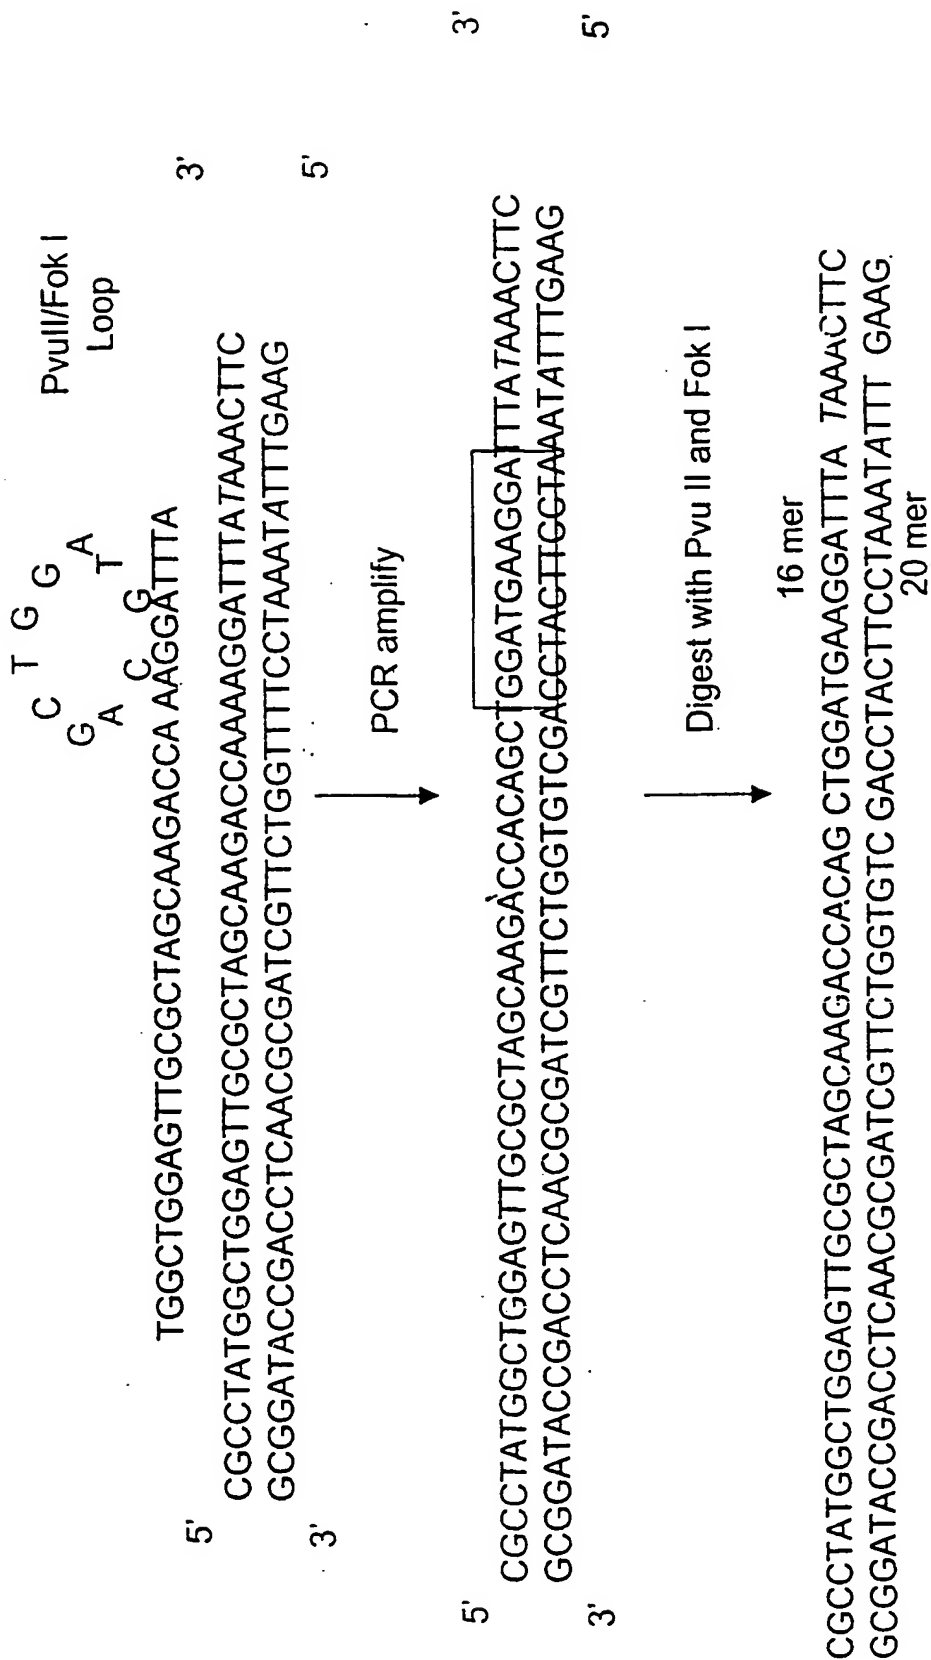 PvuII/Fok I
Loop
C T G G
G A
A T
C G
TGGCTGGAGTTGCGCTAGCAAGACCA AAGGATTTA
3'
5' CGCCTATGGCTGGAGTTGCGCTAGCAAGACCAAAAGGATTTATAAACTTC
GCGGATACCGACCTCAACGCGATCGTTCTGGTTTTCCTAAATATTTGAAG
3' 5'
PCR amplify
5' 3'
CGCCTATGGCTGGAGTTGCGCTAGCAAGACCACAGCTGGATGAAGGATTTATAAACTTC
GCGGATACCGACCTCAACGCGATCGTTCTGGTGTCGACCTACTTCCTAAATATTTGAAG
3' 5'
Digest with Pvu II and Fok I
16 mer
CGCCTATGGCTGGAGTTGCGCTAGCAAGACCACAG CTGGATGAAGGATTTA TAAACTTC
GCGGATACCGACCTCAACGCGATCGTTCTGGTGTC GACCTACTTCCTAAATATTT GAAG
20 mer